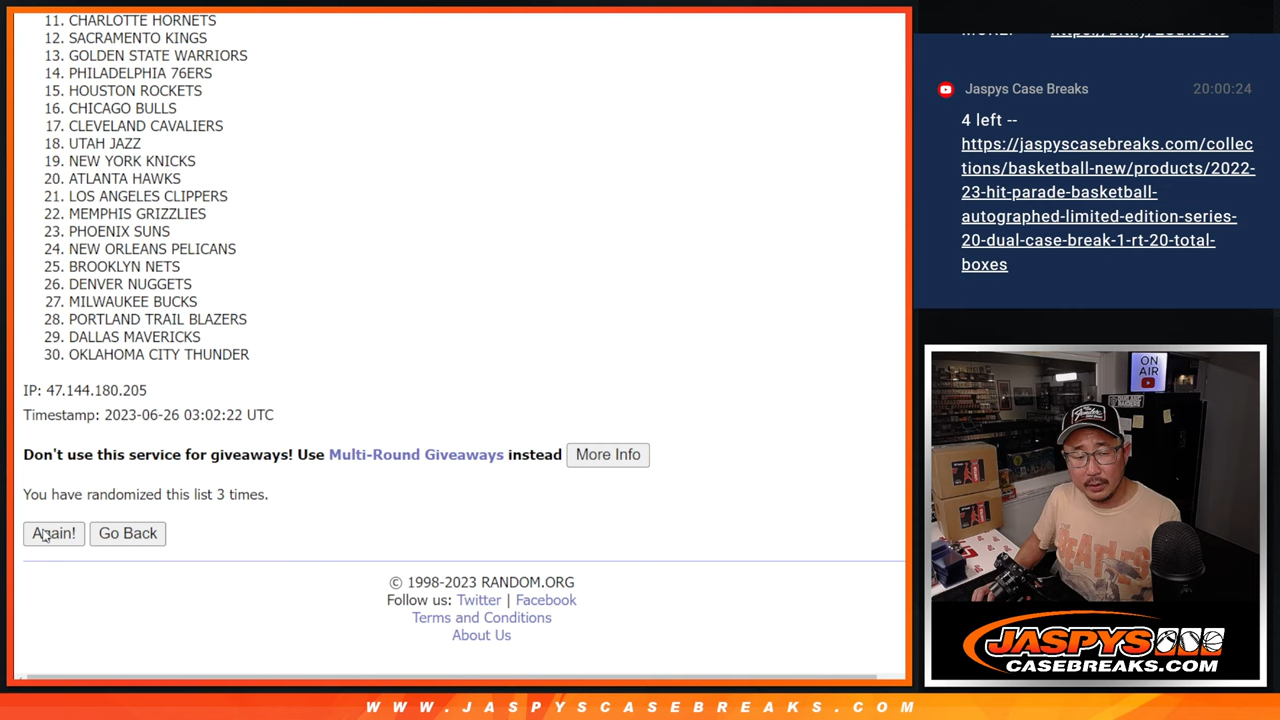 11. CHARLOTTE HORNETS
12. SACRAMENTO KINGS
13. GOLDEN STATE WARRIORS
14. PHILADELPHIA 76ERS
15. HOUSTON ROCKETS
16. CHICAGO BULLS
17. CLEVELAND CAVALIERS
18. UTAH JAZZ
19. NEW YORK KNICKS
20. ATLANTA HAWKS
21. LOS ANGELES CLIPPERS
22. MEMPHIS GRIZZLIES
23. PHOENIX SUNS
24. NEW ORLEANS PELICANS
25. BROOKLYN NETS
26. DENVER NUGGETS
27. MILWAUKEE BUCKS
28. PORTLAND TRAIL BLAZERS
29. DALLAS MAVERICKS
30. OKLAHOMA CITY THUNDER
IP: 47.144.180.205
Timestamp: 2023-06-26 03:02:22 UTC
Don't use this service for giveaways! Use Multi-Round Giveaways instead More Info
You have randomized this list 3 times.
Again! Go Back
© 1998-2023 RANDOM.ORG
Follow us: Twitter | Facebook
Terms and Conditions
About Us
Jaspys Case Breaks 20:00:24
4 left --
https://jaspyscasebreaks.com/collec
tions/basketball-new/products/2022-
23-hit-parade-basketball-
autographed-limited-edition-series-
20-dual-case-break-1-rt-20-total-
boxes
ON
AIR
BEATLES
JASPYS
CASEBREAKS.COM
WWW.JASPYSCASEBREAKS.COM